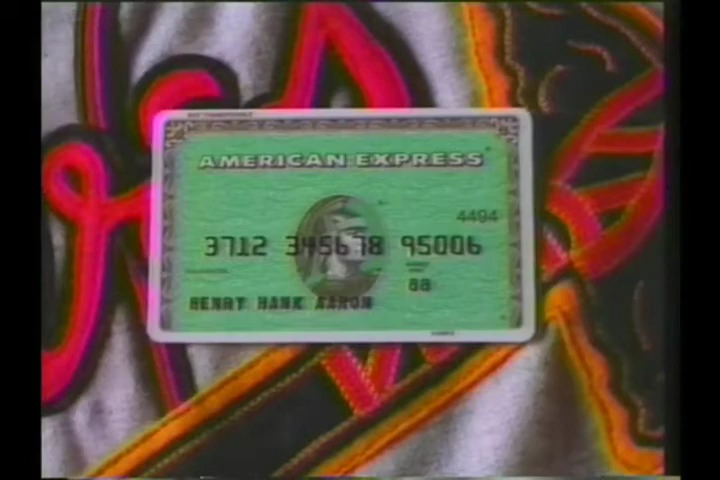 AMERICAN EXPRESS
4494
3712 345678 95006
88
HENRY HANK AARON